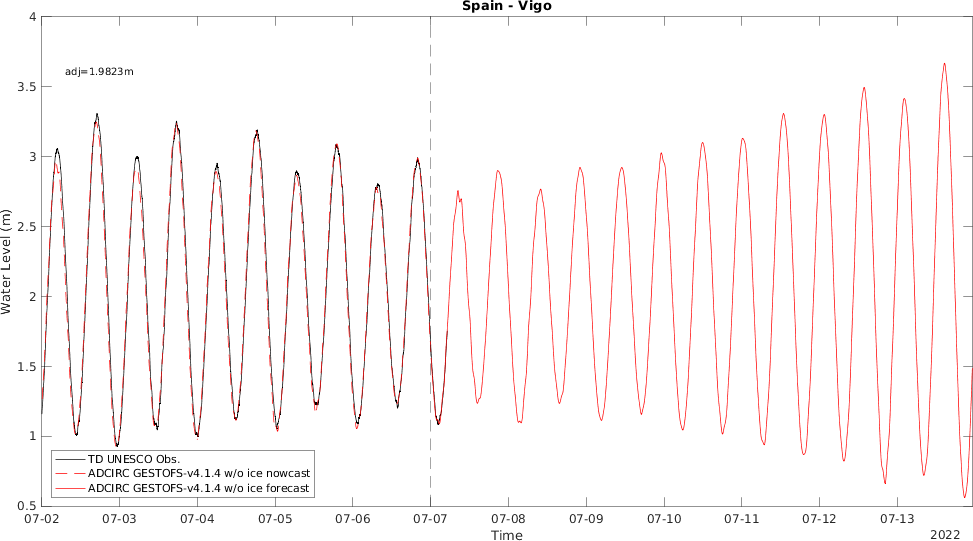 Spain - Vigo
4
adj=1.9823m
3.5
3
2.5
Water Level (m)
2
1.5
1
TD UNESCO Obs.
ADCIRC GESTOFS-v4.1.4 w/o ice nowcast
ADCIRC GESTOFS-v4.1.4 w/o ice forecast
0.5
07-02 07-03 07-04 07-05 07-06 07-07 07-08 07-09 07-10 07-11 07-12 07-13
Time
2022